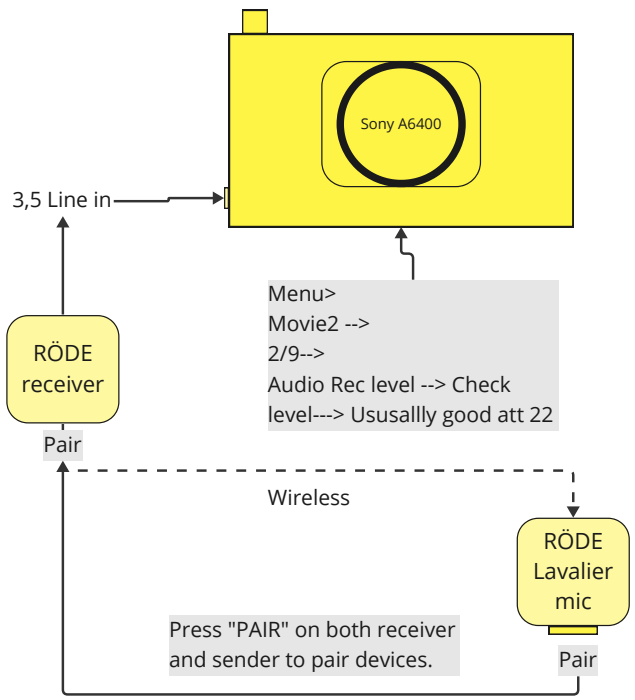 Sony A6400
3,5 Line in
Menu>
Movie2 -->
2/9-->
Audio Rec level --> Check
level---> Ususallly good att 22
RÖDE
receiver
Pair
Wireless
RÖDE
Lavalier
mic
Press "PAIR" on both receiver
and sender to pair devices.
Pair